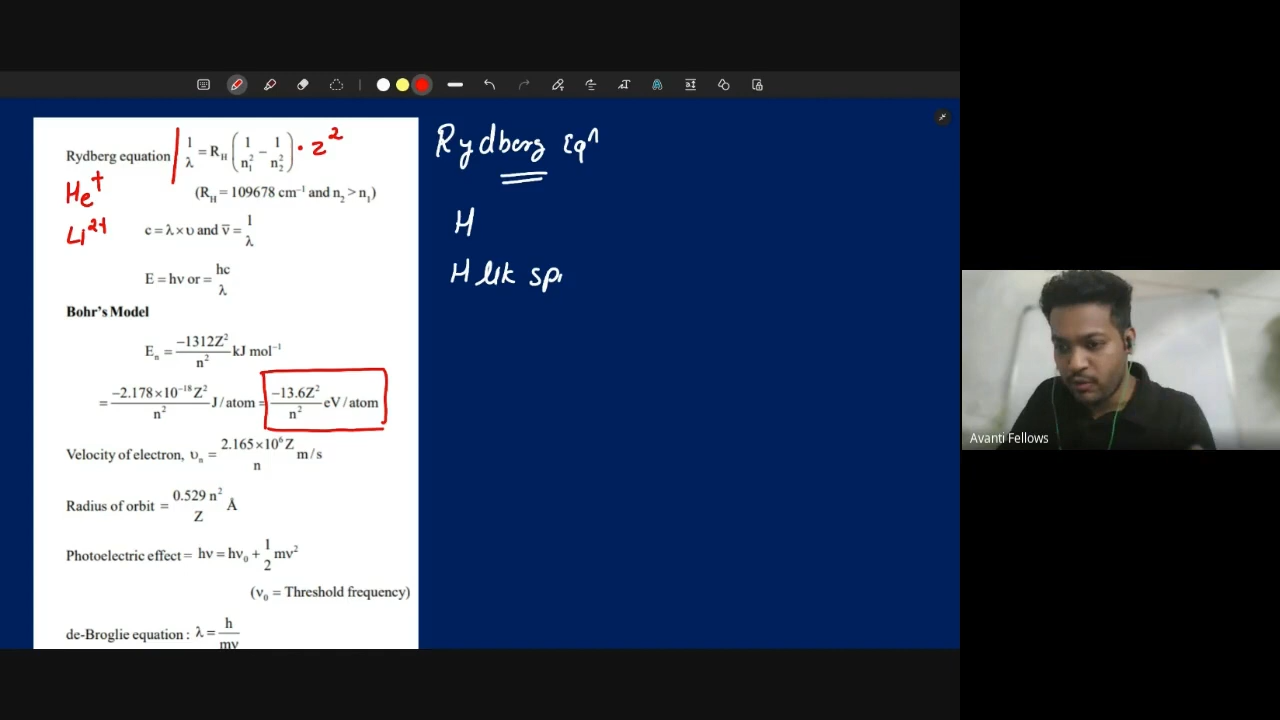 Rydberg equation 1/λ = R_H (1/n₁² − 1/n₂²) · z²
He⁺
(R_H = 109678 cm⁻¹ and n₂ > n₁)
Li²⁺
c = λ × υ and ν̄ = 1/λ
E = hν or = hc/λ
Bohr's Model
Eₙ = −1312Z²/n² kJ mol⁻¹
= −2.178×10⁻¹⁸ Z²/n² J/atom = −13.6Z²/n² eV/atom
Velocity of electron, υₙ = 2.165×10⁶ Z/n m/s
Radius of orbit = 0.529 n²/Z Å
Photoelectric effect = hν = hν₀ + 1/2 mv²
(ν₀ = Threshold frequency)
de-Broglie equation : λ = h/mv
Rydberg Eqⁿ
H
H lik sp
Avanti Fellows